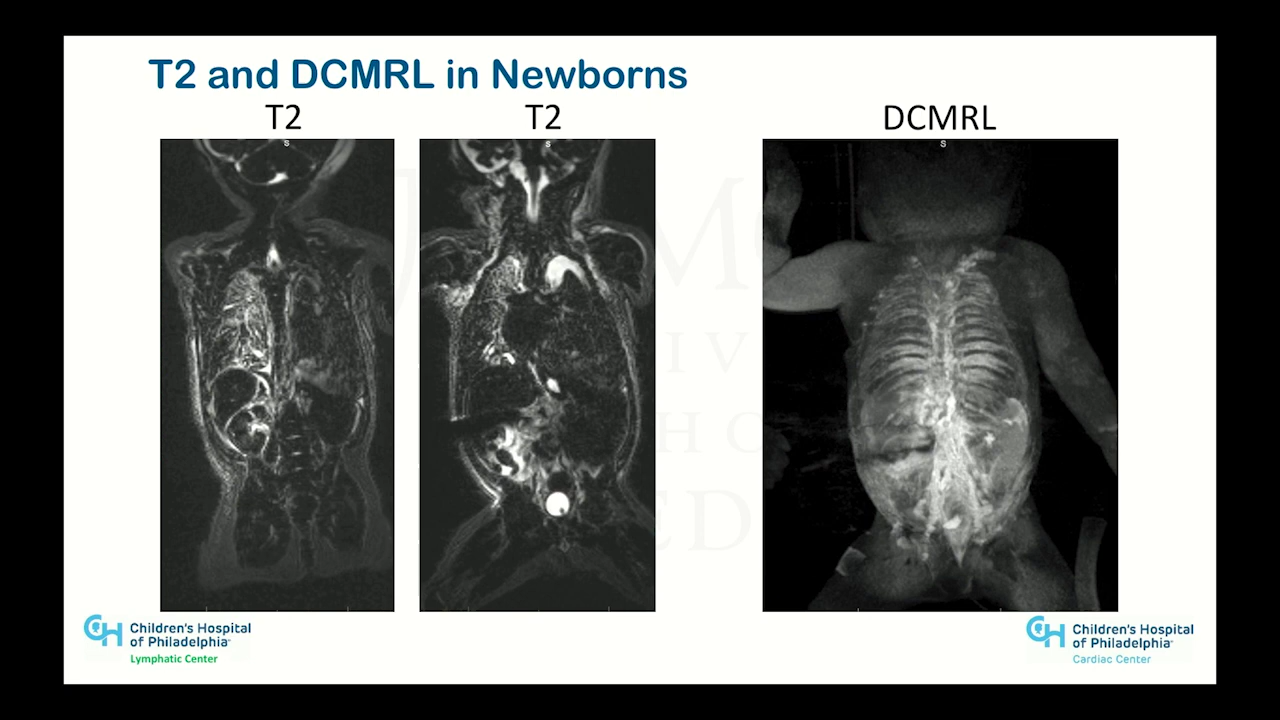 T2 and DCMRL in Newborns
T2
T2
DCMRL
S
S
S
Children's Hospital
of Philadelphia
Lymphatic Center
Children's Hospital
of Philadelphia
Cardiac Center